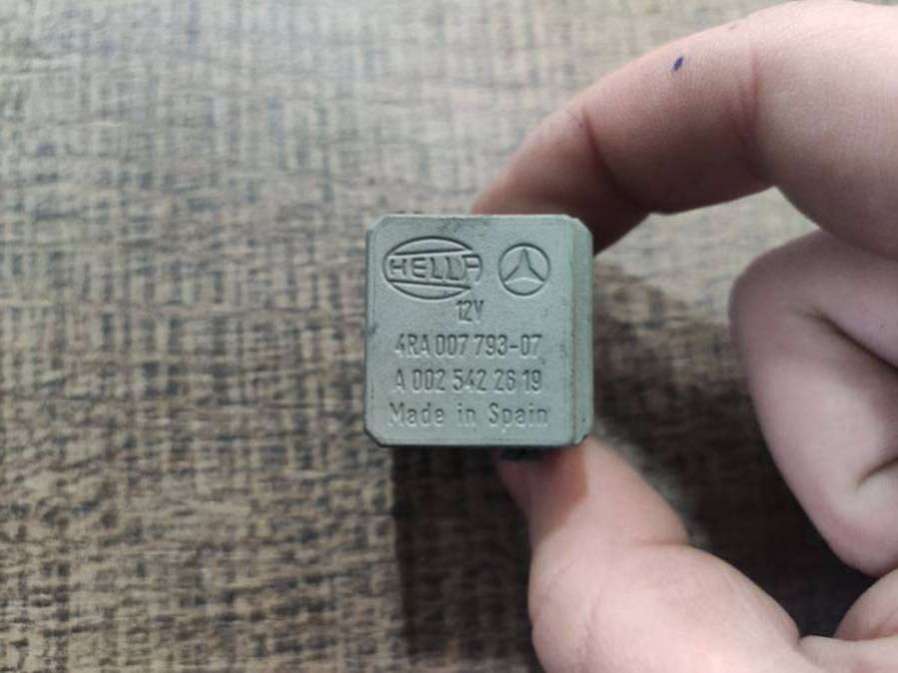 HELLA
12V
4RA 007 793-07
A 002 542 26 19
Made in Spain